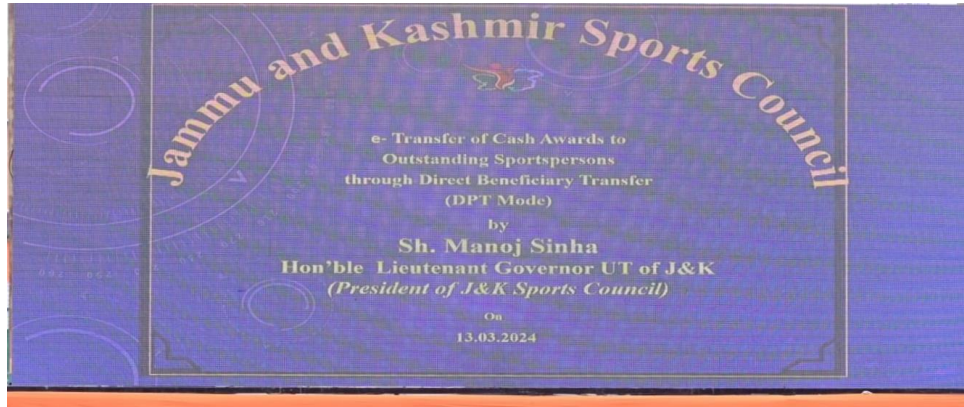 Jammu and Kashmir Sports Council
e- Transfer of Cash Awards to
Outstanding Sportspersons
through Direct Beneficiary Transfer
(DPT Mode)
by
Sh. Manoj Sinha
Hon'ble Lieutenant Governor UT of J&K
(President of J&K Sports Council)
On
13.03.2024